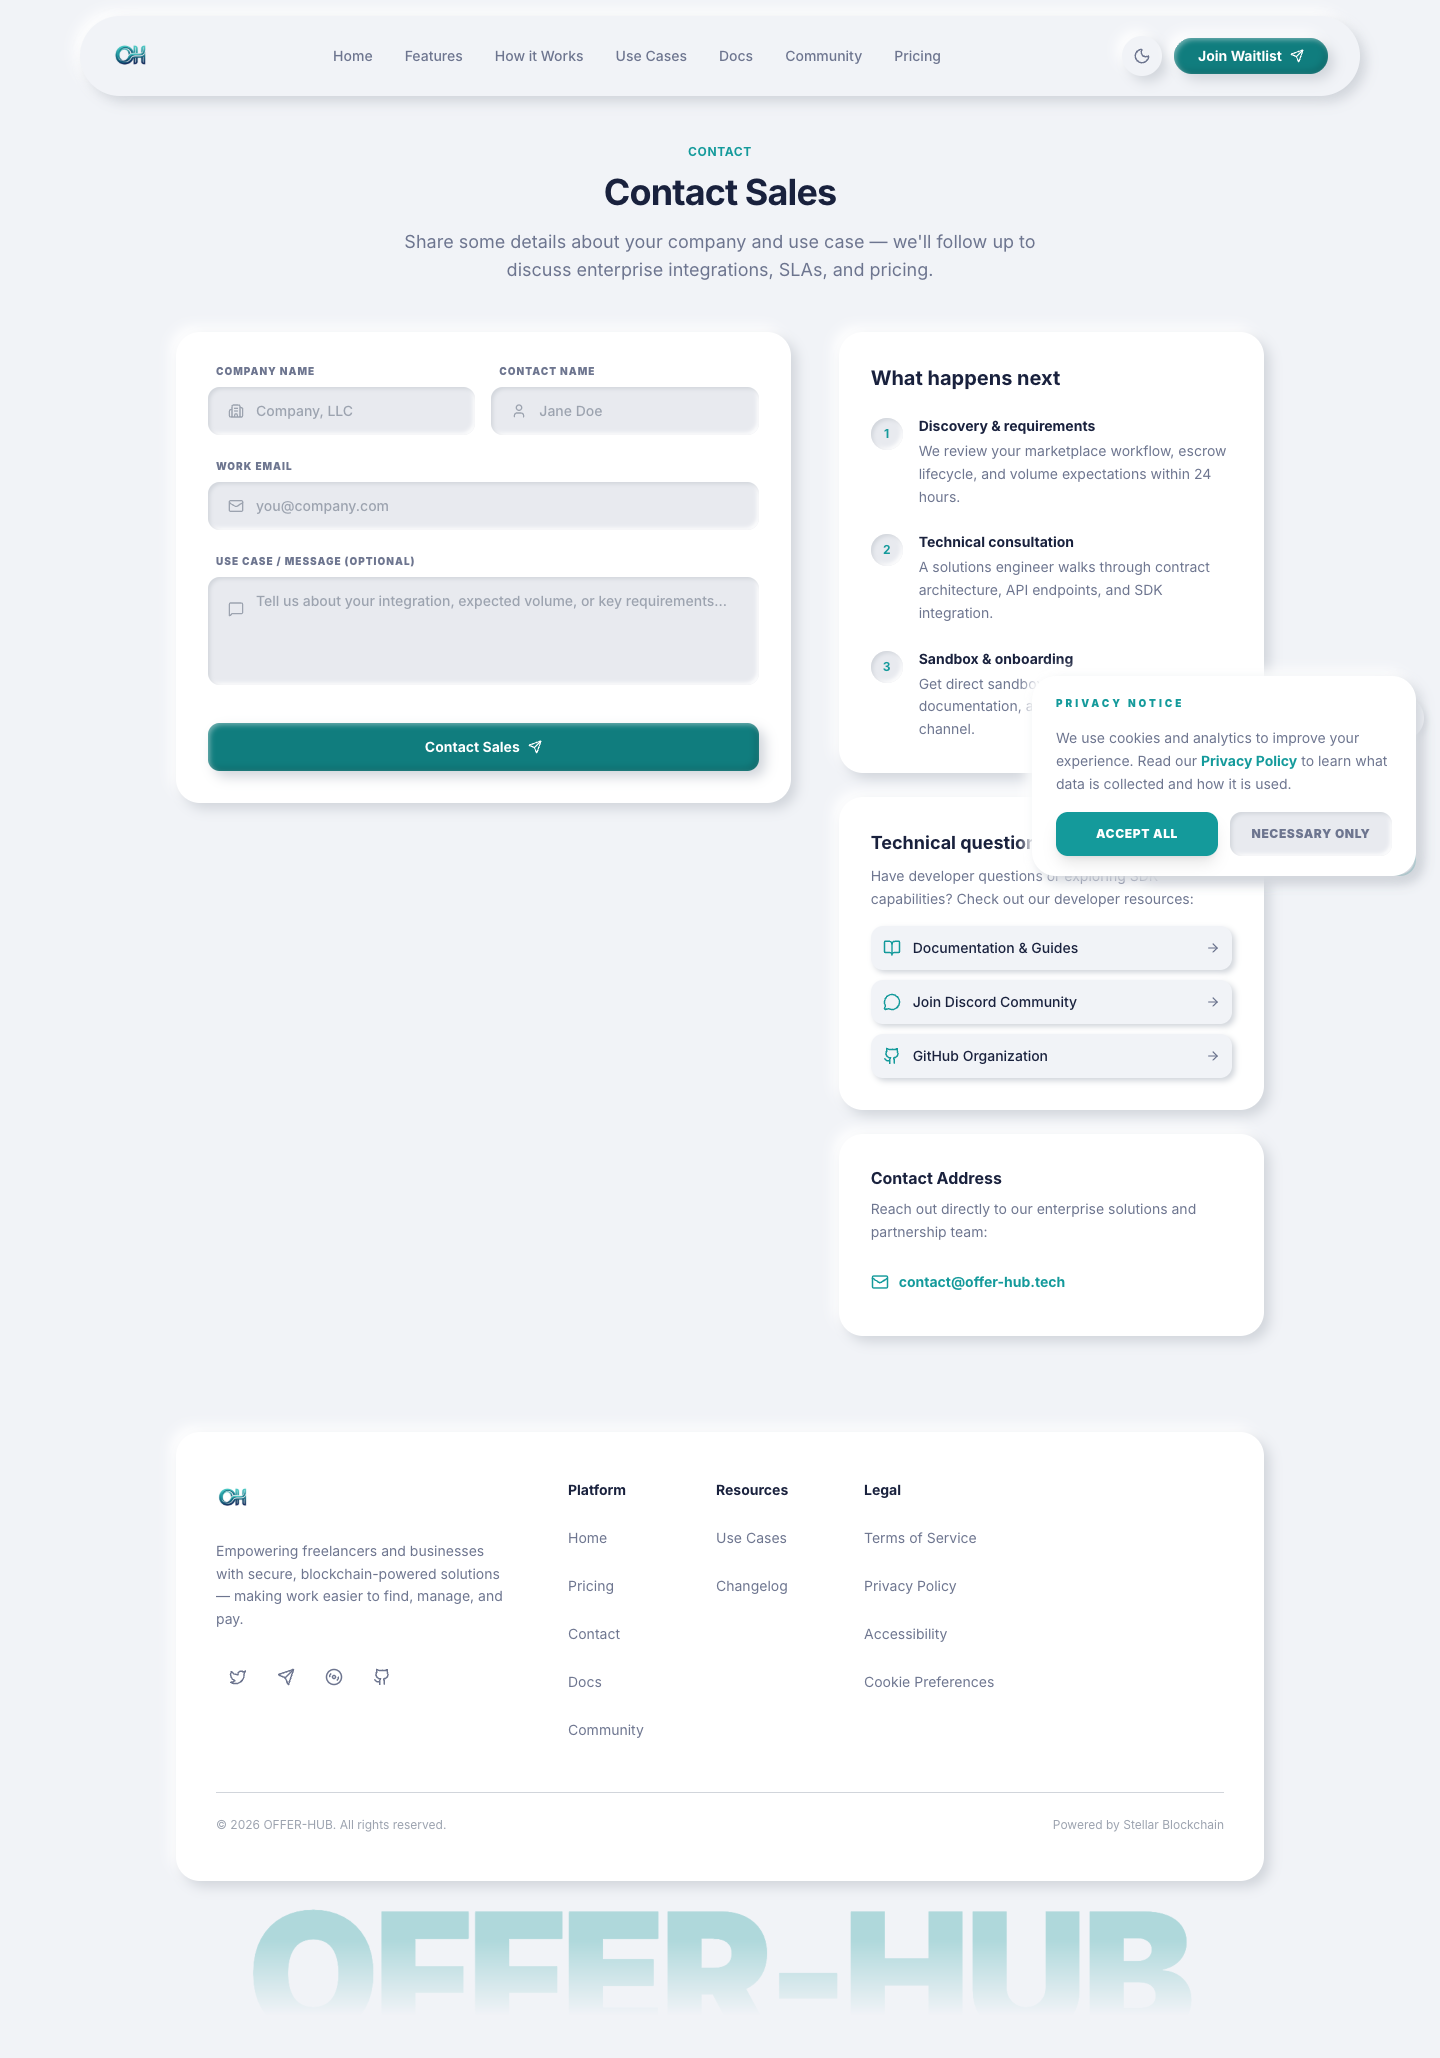 OH
Home
Features
How it Works
Use Cases
Docs
Community
Pricing
Join Waitlist
CONTACT
Contact Sales
Share some details about your company and use case — we'll follow up to
discuss enterprise integrations, SLAs, and pricing.
COMPANY NAME
Company, LLC
CONTACT NAME
Jane Doe
WORK EMAIL
you@company.com
USE CASE / MESSAGE (OPTIONAL)
Tell us about your integration, expected volume, or key requirements...
Contact Sales
What happens next
1
Discovery & requirements
We review your marketplace workflow, escrow
lifecycle, and volume expectations within 24
hours.
2
Technical consultation
A solutions engineer walks through contract
architecture, API endpoints, and SDK
integration.
3
Sandbox & onboarding
Get direct
documentation,
channel.
PRIVACY NOTICE
We use cookies and analytics to improve your
experience. Read our Privacy Policy to learn what
data is collected and how it is used.
ACCEPT ALL
NECESSARY ONLY
Technical
Have developer questions or exploring
capabilities? Check out our developer resources:
Documentation & Guides
Join Discord Community
GitHub Organization
Contact Address
Reach out directly to our enterprise solutions and
partnership team:
contact@offer-hub.tech
OH
Empowering freelancers and businesses
with secure, blockchain-powered solutions
— making work easier to find, manage, and
pay.
Platform
Home
Pricing
Contact
Docs
Community
Resources
Use Cases
Changelog
Legal
Terms of Service
Privacy Policy
Accessibility
Cookie Preferences
© 2026 OFFER-HUB. All rights reserved.
Powered by Stellar Blockchain
OFFER-HUB